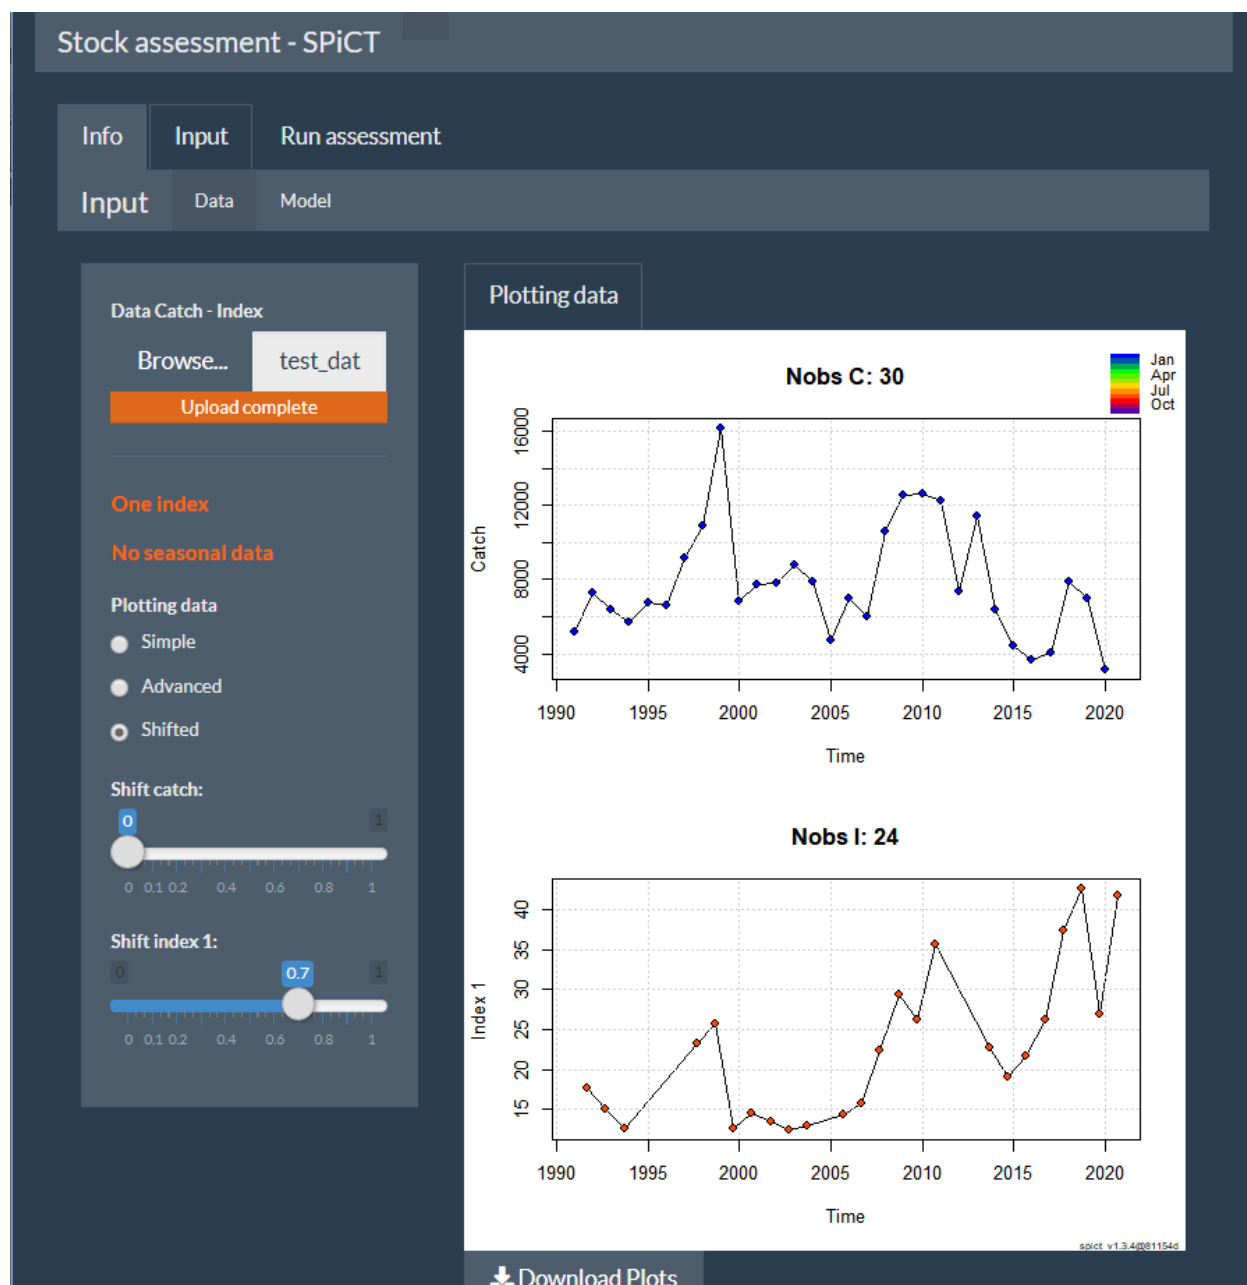 Stock assessment - SPiCT
Info Input Run assessment
Input Data Model
Data Catch - Index
Browse... test_dat
Upload complete
One index
No seasonal data
Plotting data
Simple
Advanced
Shifted
Shift catch:
0 1
0 0.1 0.2 0.4 0.6 0.8 1
Shift index 1:
0 0.7 1
0 0.1 0.2 0.4 0.6 0.8 1
Plotting data
Nobs C: 30
Jan
Apr
Jul
Oct
Catch
16000
12000
8000
4000
1990 1995 2000 2005 2010 2015 2020
Time
Nobs I: 24
Index 1
40
35
30
25
20
15
1990 1995 2000 2005 2010 2015 2020
Time
spict_v1.3.4@81154d
Download Plots